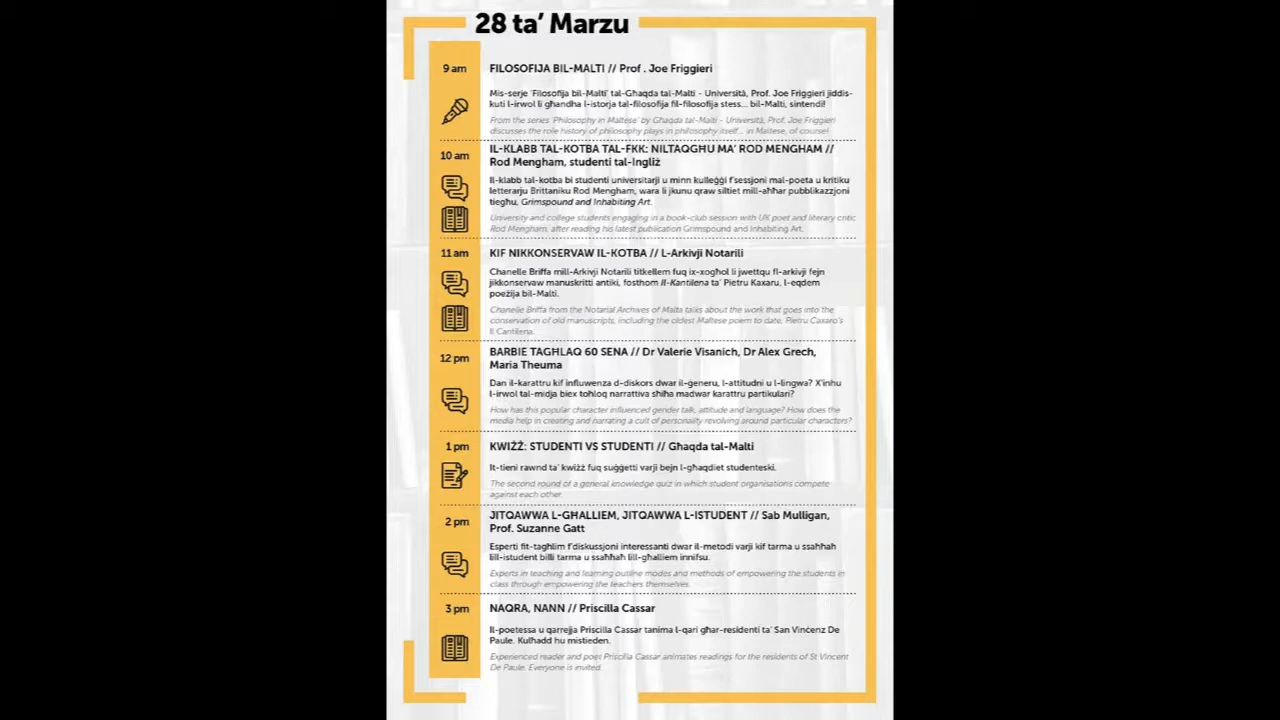 28 ta’ Marzu
9 am
FILOSOFIJA BIL-MALTI // Prof . Joe Friggieri
Mis-serje ‘Filosofija bil-Malti’ tal-Għaqda tal-Malti - Università, Prof. Joe Friggieri jiddis-
kuti l-irwol li għandha l-istorja tal-filosofija fil-filosofija stess... bil-Malti, sintendi!
From the series ‘Philosophy in Maltese’ by Għaqda tal-Malti - Università, Prof. Joe Friggieri
discusses the role history of philosophy plays in philosophy itself... in Maltese, of course!
10 am
IL-KLABB TAL-KOTBA TAL-FKK: NILTAQGĦU MA’ ROD MENGHAM //
Rod Mengham, studenti tal-Ingliż
Il-klabb tal-kotba bi studenti universitarji u minn kulleġġi f’sessjoni mal-poeta u kritiku
letterarju Brittaniku Rod Mengham, wara li jkunu qraw siltiet mill-aħħar pubblikazzjoni
tiegħu, Grimspound and Inhabiting Art.
University and college students engaging in a book-club session with UK poet and literary critic
Rod Mengham, after reading his latest publication Grimspound and Inhabiting Art.
11 am
KIF NIKKONSERVAW IL-KOTBA // L-Arkivji Notarili
Chanelle Briffa mill-Arkivji Notarili titkellem fuq ix-xogħol li jwettqu fl-arkivji fejn
jikkonservaw manuskritti antiki, fosthom Il-Kantilena ta’ Pietru Kaxaru, l-eqdem
poeżija bil-Malti.
Chanelle Briffa from the Notarial Archives of Malta talks about the work that goes into the
conservation of old manuscripts, including the oldest Maltese poem to date, Pietru Caxaro’s
Il Cantilena.
12 pm
BARBIE TAGĦLAQ 60 SENA // Dr Valerie Visanich, Dr Alex Grech,
Maria Theuma
Dan il-karattru kif influwenza d-diskors dwar il-ġeneru, l-attitudni u l-lingwa? X’inhu
l-irwol tal-midja biex toħloq narrattiva sħiħa madwar karattru partikulari?
How has this popular character influenced gender talk, attitude and language? How does the
media help in creating and narrating a cult of personality revolving around particular characters?
1 pm
KWIŻŻ: STUDENTI VS STUDENTI // Għaqda tal-Malti
It-tieni rawnd ta’ kwiżż fuq suġġetti varji bejn l-għaqdiet studenteski.
The second round of a general knowledge quiz in which student organisations compete
against each other.
2 pm
JITQAWWA L-GĦALLIEM, JITQAWWA L-ISTUDENT // Sab Mulligan,
Prof. Suzanne Gatt
Esperti fit-tagħlim f’diskussjoni interessanti dwar il-metodi varji kif tarma u ssaħħaħ
lill-istudent billi tarma u ssaħħaħ lill-għalliem innifsu.
Experts in teaching and learning outline modes and methods of empowering the students in
class through empowering the teachers themselves.
3 pm
NAQRA, NANN // Priscilla Cassar
Il-poetessa u qarrejja Priscilla Cassar tanima l-qari għar-residenti ta’ San Vinċenz De
Paule. Kulħadd hu mistieden.
Experienced reader and poet Priscilla Cassar animates readings for the residents of St Vincent
De Paule. Everyone is invited.